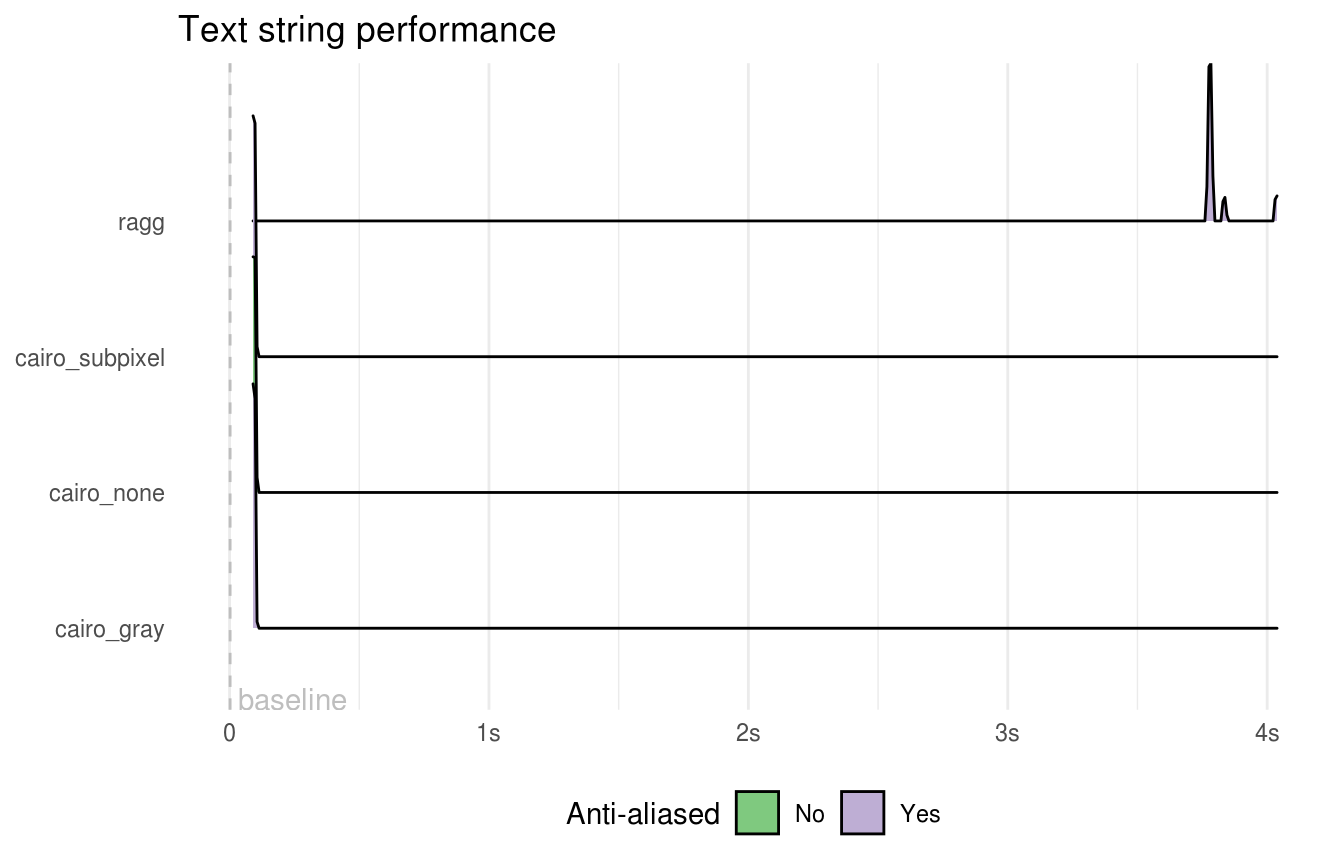 Text string performance
ragg
cairo_subpixel
cairo_none
cairo_gray
baseline
0 1s 2s 3s 4s
Anti-aliased No Yes